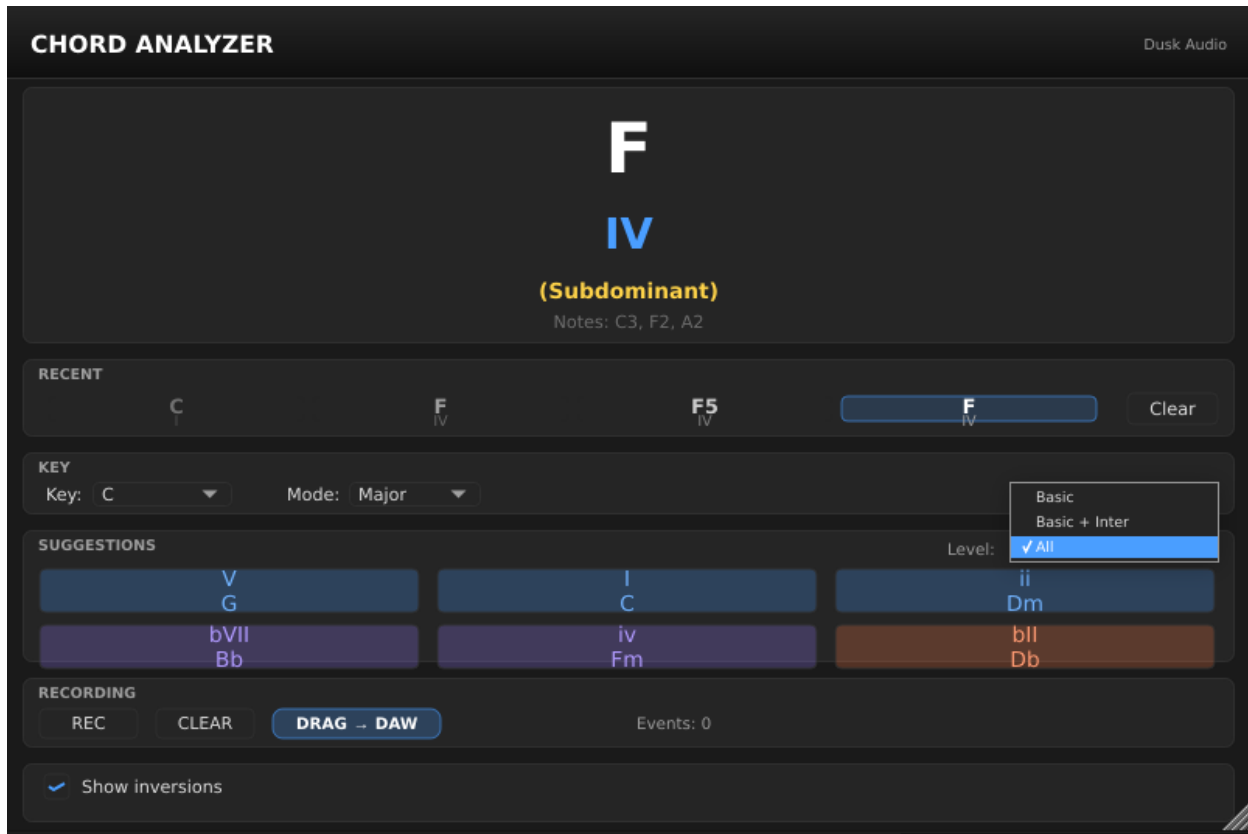 CHORD ANALYZER
Dusk Audio
F
IV
(Subdominant)
Notes: C3, F2, A2
RECENT
C
I
F
IV
F5
IV
F
IV
Clear
KEY
Key: C
Mode: Major
Basic
Basic + Inter
✓ All
SUGGESTIONS
Level:
V
G
I
C
ii
Dm
bVII
Bb
iv
Fm
bII
Db
RECORDING
REC
CLEAR
DRAG → DAW
Events: 0
Show inversions